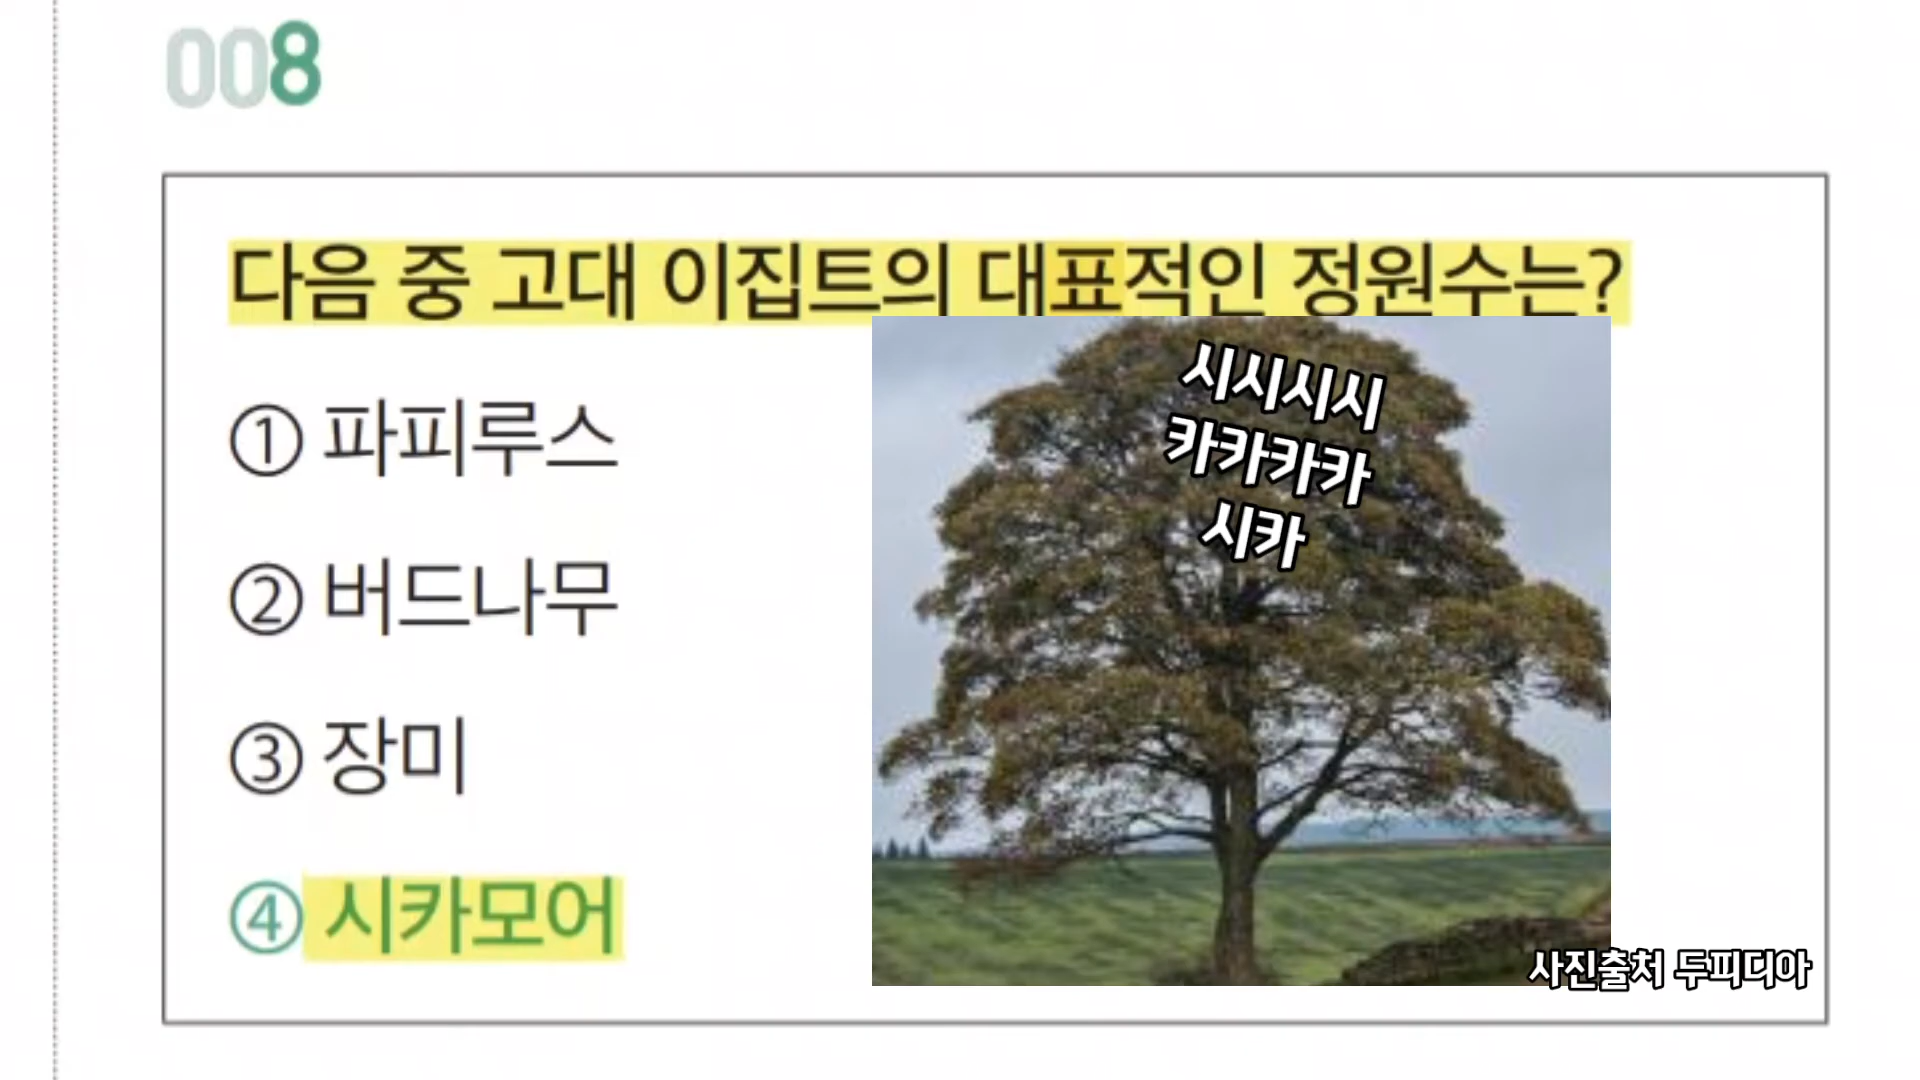 008
다음 중 고대 이집트의 대표적인 정원수는?
① 파피루스
② 버드나무
③ 장미
④ 시카모어
시시시시
카카카카
시카
사진출처 두피디아